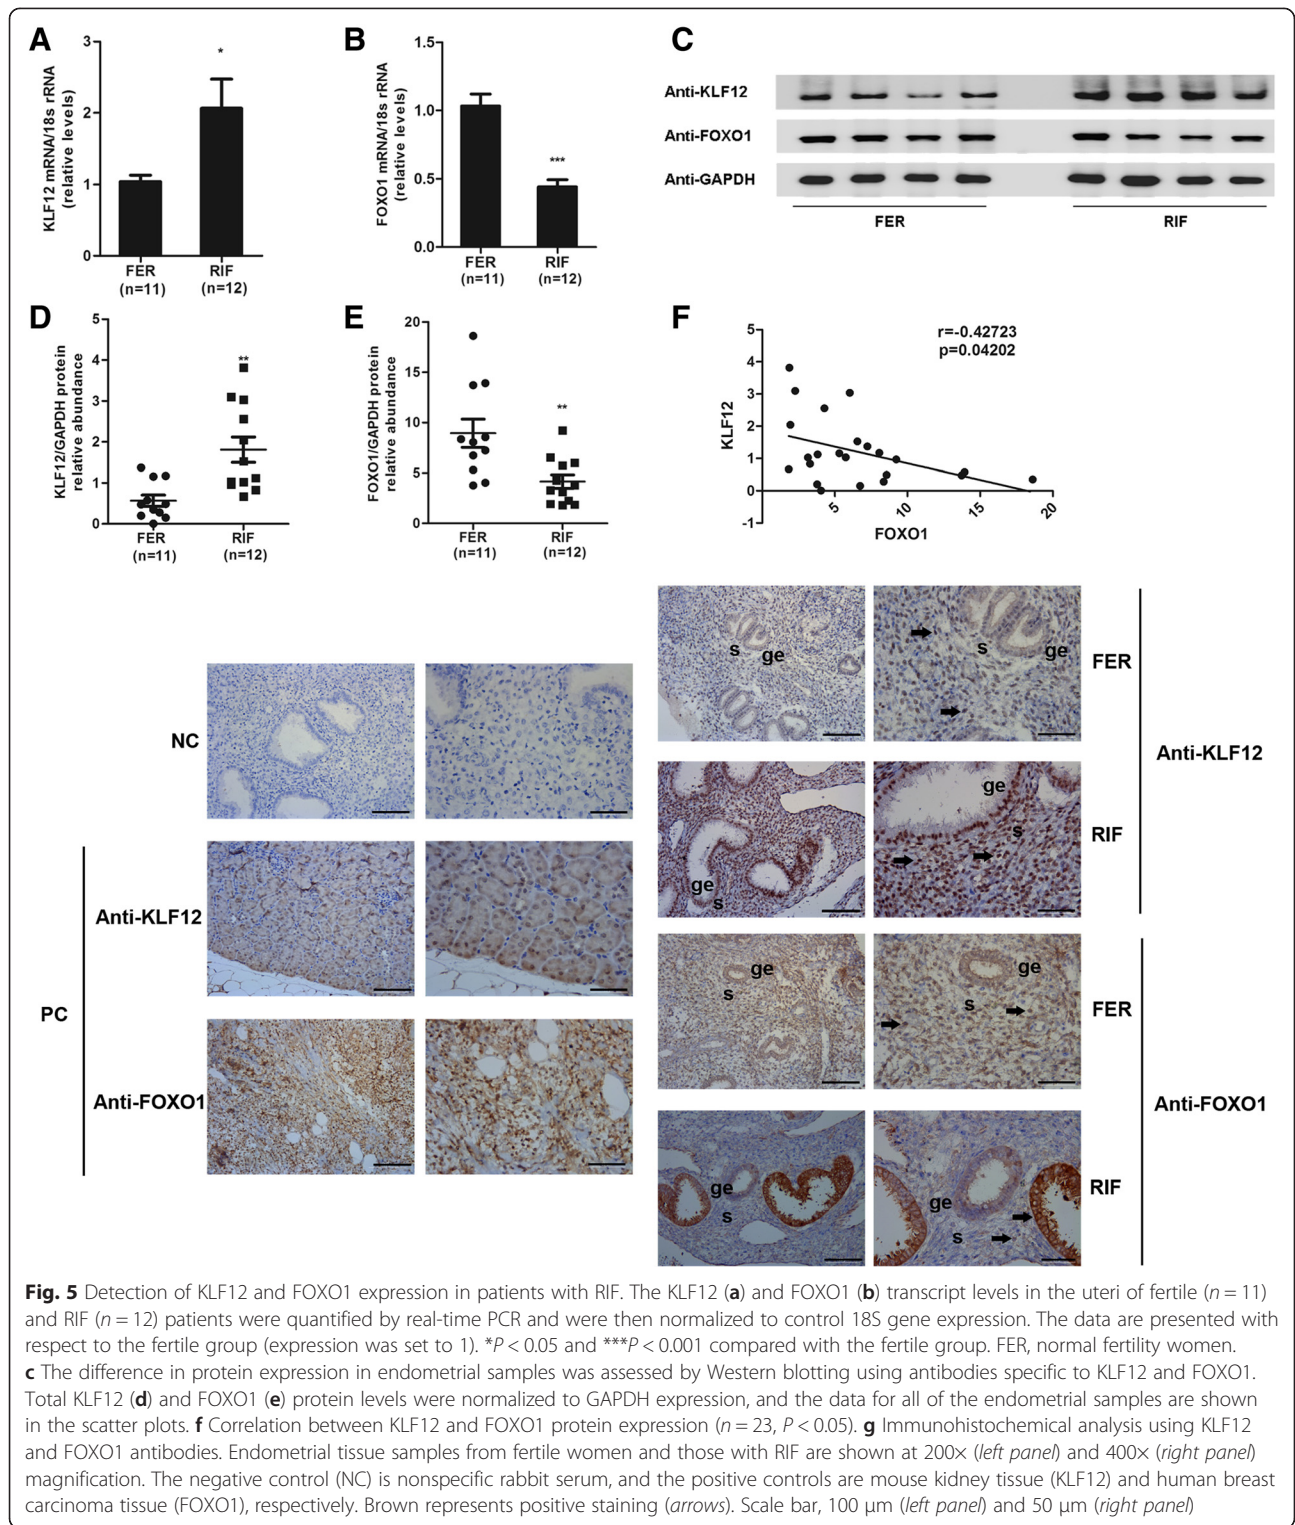 A
KLF12 mRNA/18s rRNA
(relative levels)
3
2
1
0
*
FER
(n=11)
RIF
(n=12)
B
FOXO1 mRNA/18s rRNA
(relative levels)
1.5
1.0
0.5
0.0
***
FER
(n=11)
RIF
(n=12)
C
Anti-KLF12
Anti-FOXO1
Anti-GAPDH
FER
RIF
D
KLF12/GAPDH protein
relative abundance
5
4
3
2
1
0
**
FER
(n=11)
RIF
(n=12)
E
FOXO1/GAPDH protein
relative abundance
20
15
10
5
0
**
FER
(n=11)
RIF
(n=12)
F
r=-0.42723
p=0.04202
KLF12
5
4
3
2
1
0
-1
5
10
15
20
FOXO1
NC
PC
Anti-KLF12
Anti-FOXO1
s
ge
s
ge
FER
ge
s
ge
s
RIF
Anti-KLF12
ge
s
ge
s
FER
ge
s
ge
s
RIF
Anti-FOXO1
Fig. 5 Detection of KLF12 and FOXO1 expression in patients with RIF. The KLF12 (a) and FOXO1 (b) transcript levels in the uteri of fertile (n = 11)
and RIF (n = 12) patients were quantified by real-time PCR and were then normalized to control 18S gene expression. The data are presented with
respect to the fertile group (expression was set to 1). *P < 0.05 and ***P < 0.001 compared with the fertile group. FER, normal fertility women.
c The difference in protein expression in endometrial samples was assessed by Western blotting using antibodies specific to KLF12 and FOXO1.
Total KLF12 (d) and FOXO1 (e) protein levels were normalized to GAPDH expression, and the data for all of the endometrial samples are shown
in the scatter plots. f Correlation between KLF12 and FOXO1 protein expression (n = 23, P < 0.05). g Immunohistochemical analysis using KLF12
and FOXO1 antibodies. Endometrial tissue samples from fertile women and those with RIF are shown at 200× (left panel) and 400× (right panel)
magnification. The negative control (NC) is nonspecific rabbit serum, and the positive controls are mouse kidney tissue (KLF12) and human breast
carcinoma tissue (FOXO1), respectively. Brown represents positive staining (arrows). Scale bar, 100 μm (left panel) and 50 μm (right panel)